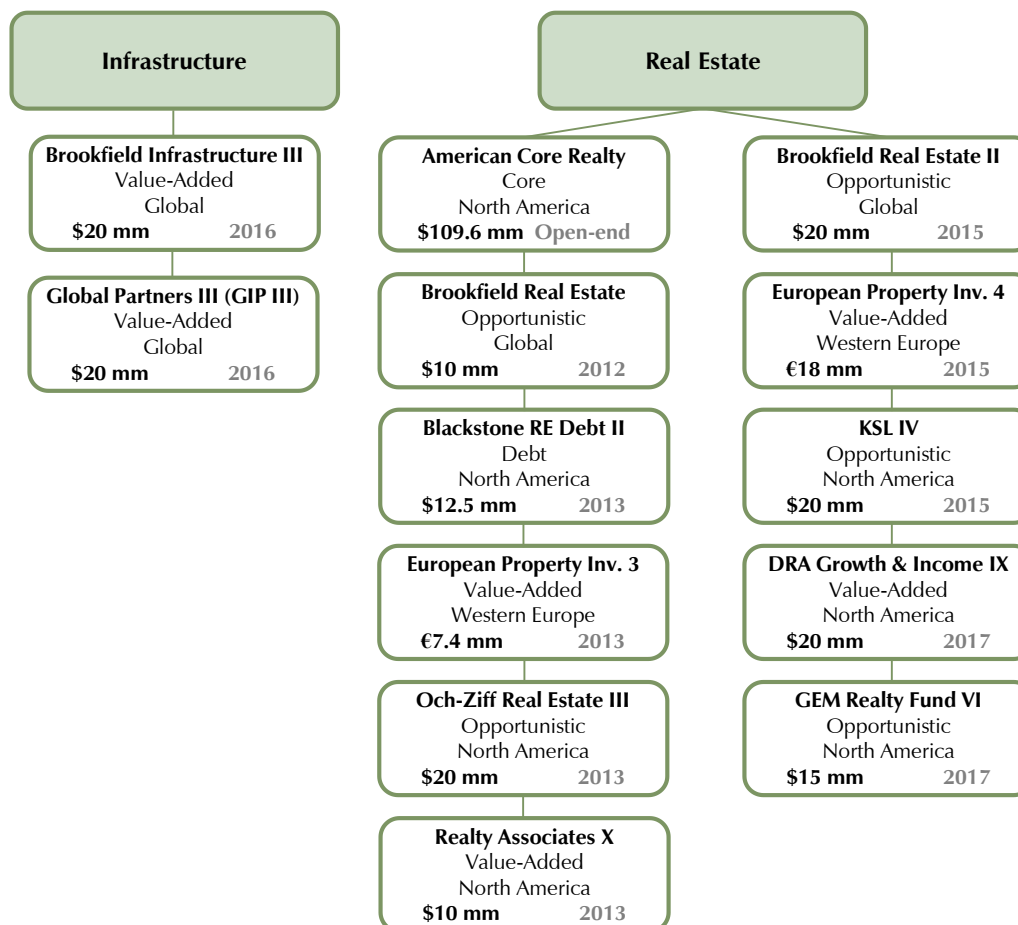 Infrastructure
Brookfield Infrastructure III
Value-Added
Global
$20 mm 2016
Global Partners III (GIP III)
Value-Added
Global
$20 mm 2016
Real Estate
American Core Realty
Core
North America
$109.6 mm Open-end
Brookfield Real Estate
Opportunistic
Global
$10 mm 2012
Blackstone RE Debt II
Debt
North America
$12.5 mm 2013
European Property Inv. 3
Value-Added
Western Europe
€7.4 mm 2013
Och-Ziff Real Estate III
Opportunistic
North America
$20 mm 2013
Realty Associates X
Value-Added
North America
$10 mm 2013
Brookfield Real Estate II
Opportunistic
Global
$20 mm 2015
European Property Inv. 4
Value-Added
Western Europe
€18 mm 2015
KSL IV
Opportunistic
North America
$20 mm 2015
DRA Growth & Income IX
Value-Added
North America
$20 mm 2017
GEM Realty Fund VI
Opportunistic
North America
$15 mm 2017